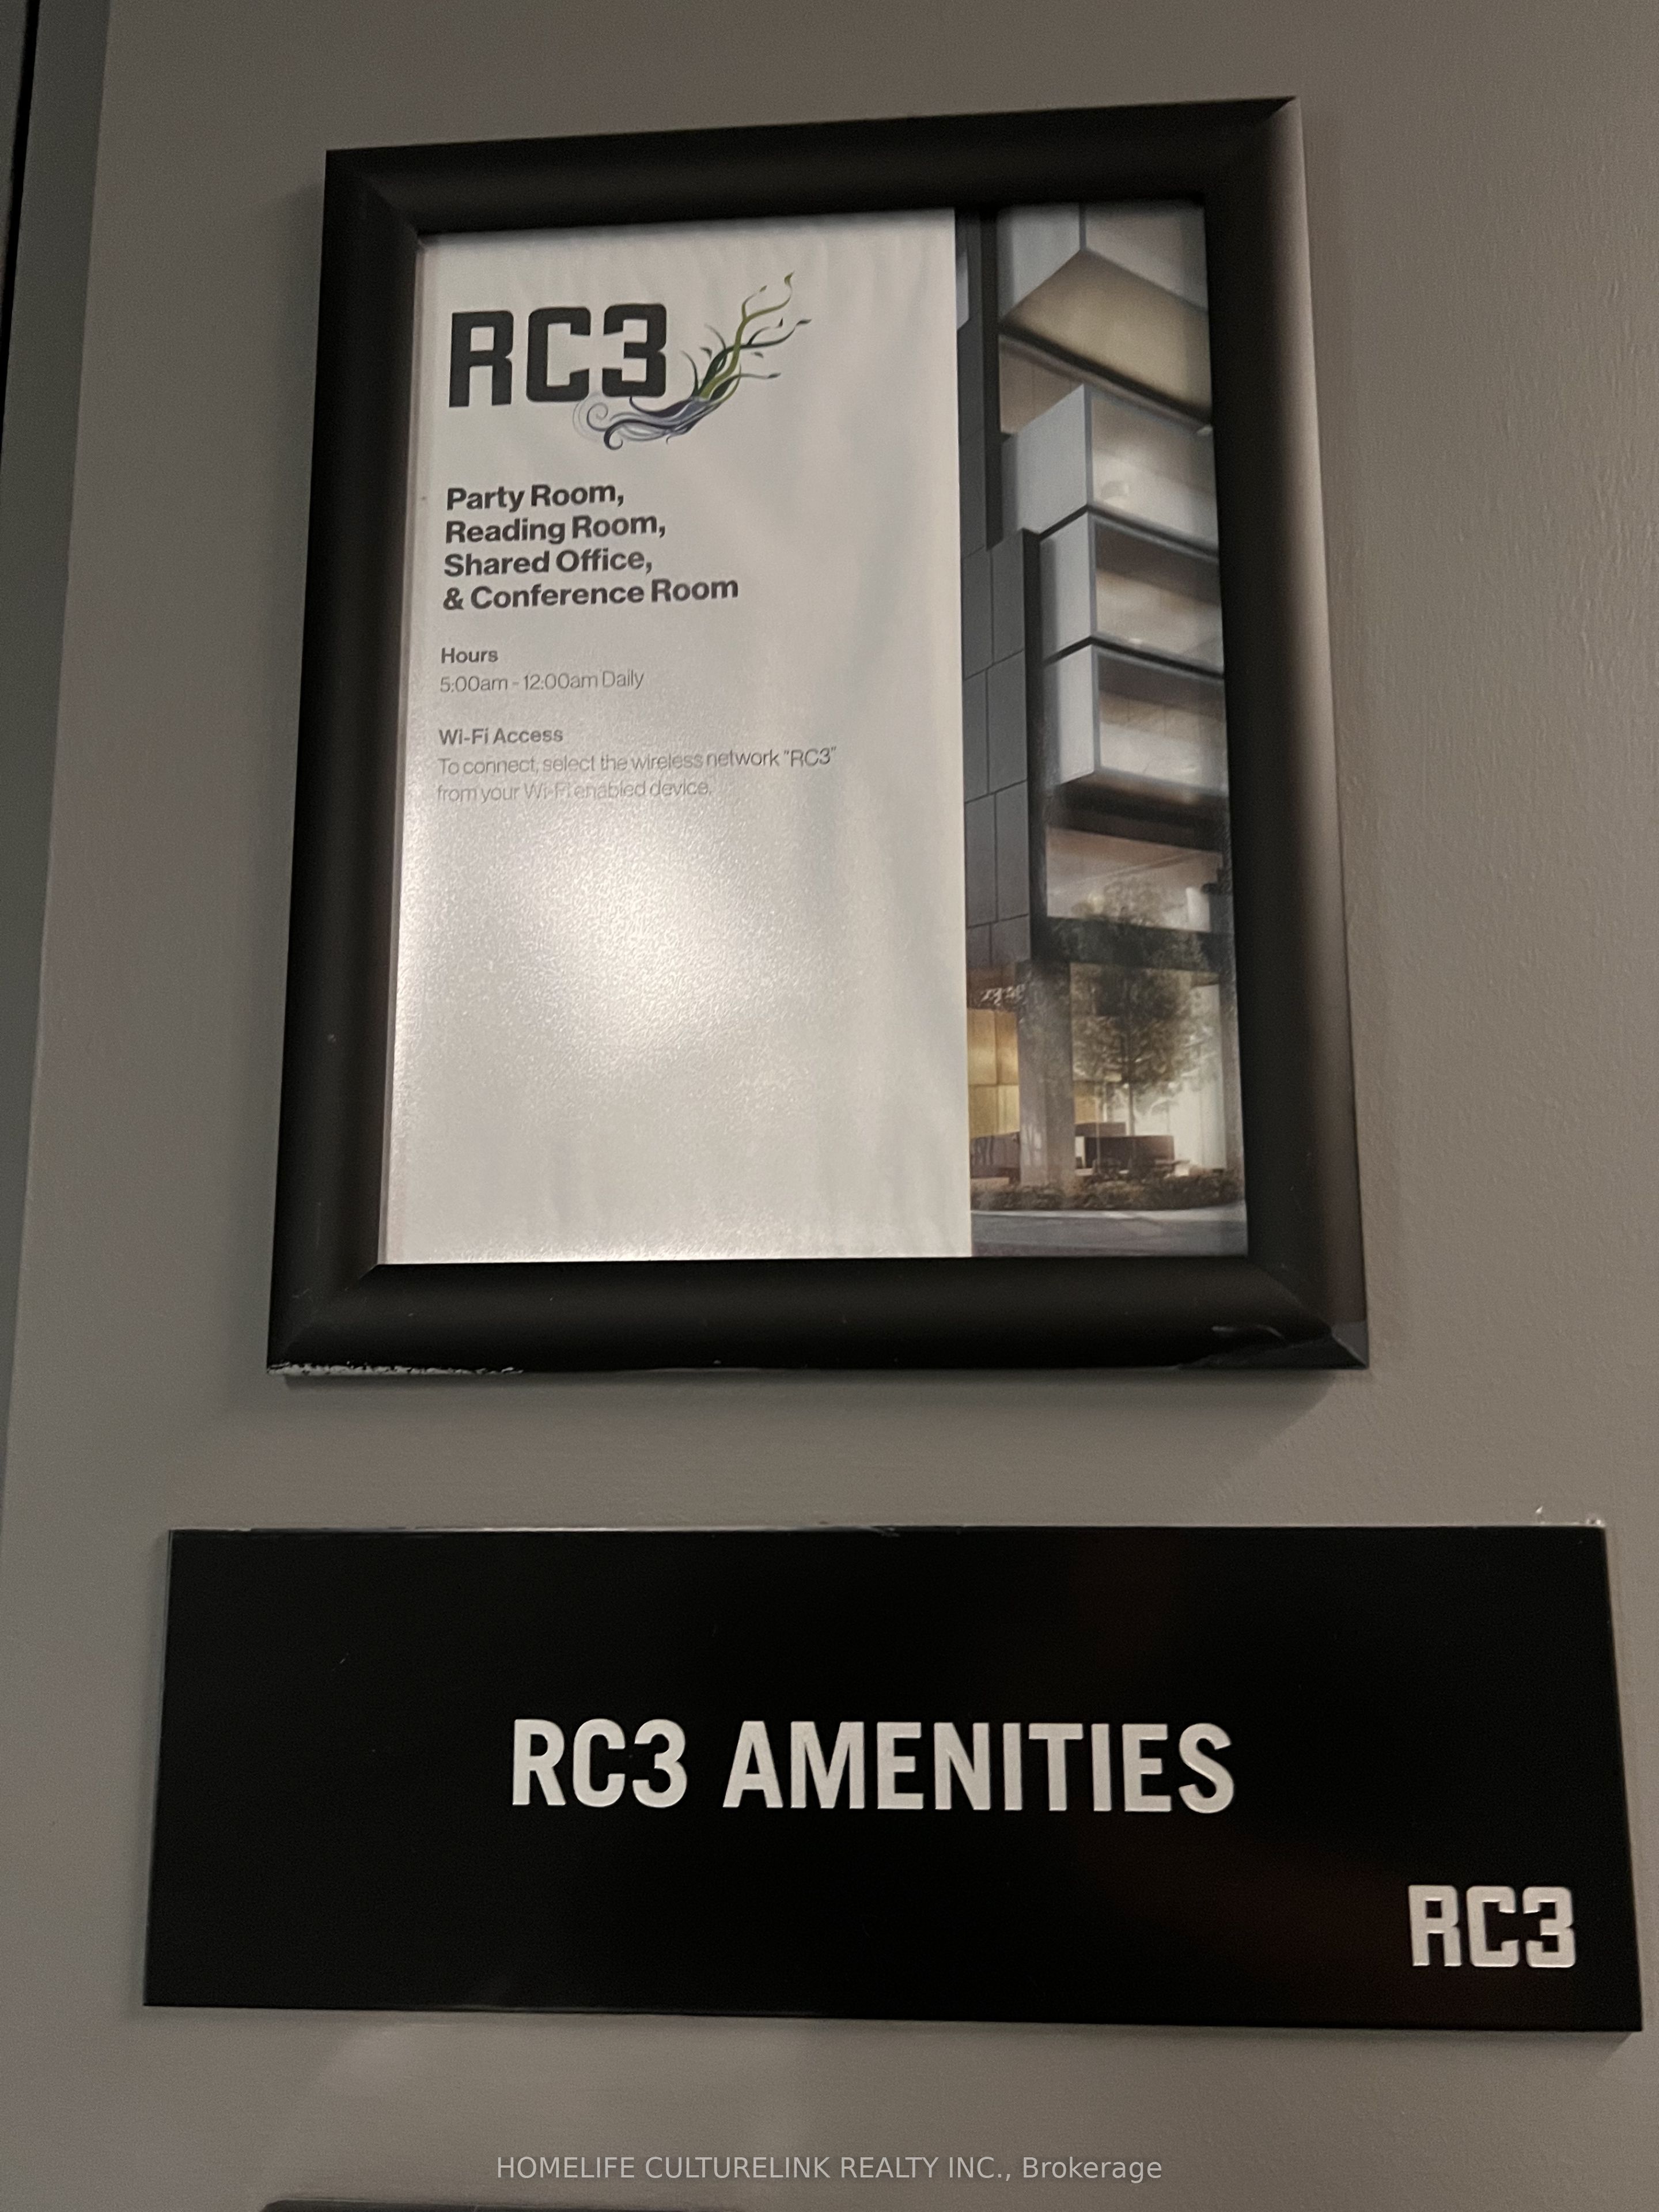 RC3
Party Room,
Reading Room,
Shared Office,
& Conference Room
Hours
5:00am - 12:00am Daily
Wi-Fi Access
To connect, select the wireless network "RC3"
from your Wi-Fi enabled device.
RC3 AMENITIES
RC3
HOMELIFE CULTURELINK REALTY INC., Brokerage